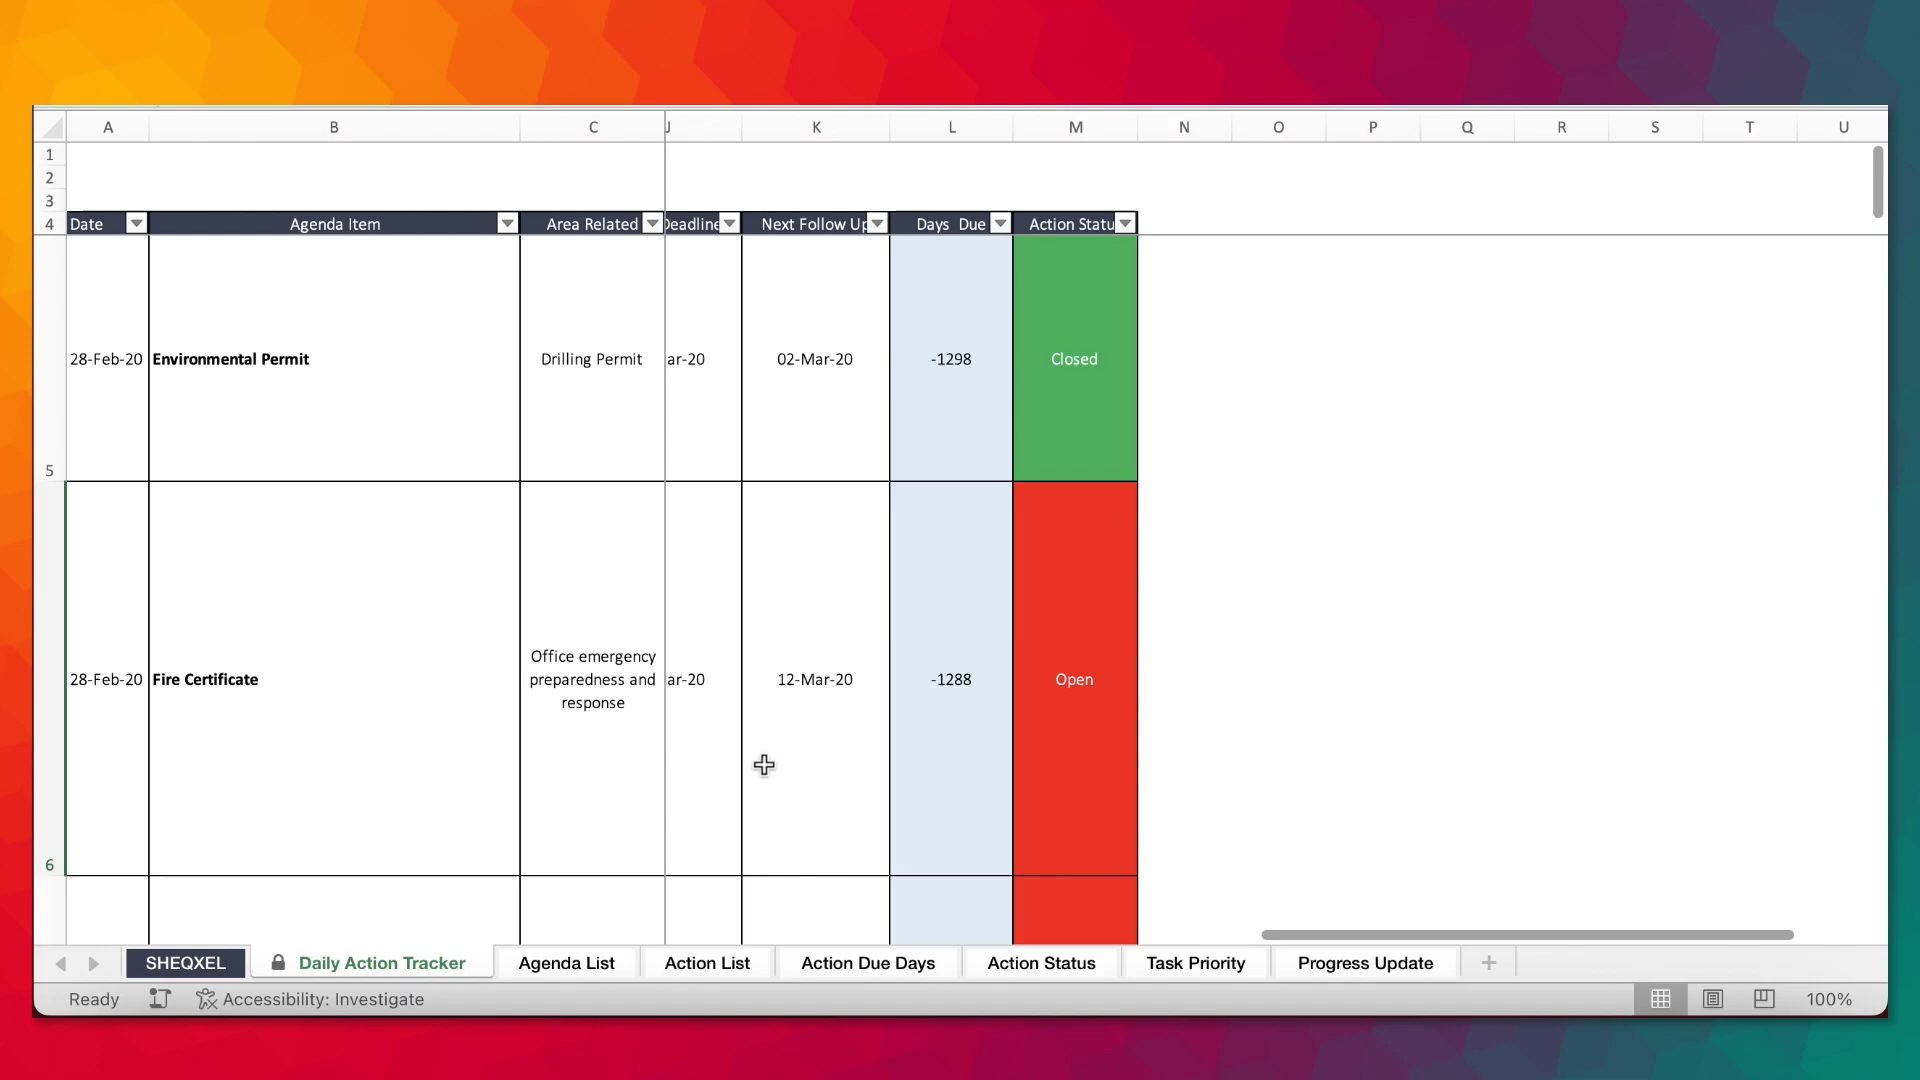 A B C J K L M N O P Q R S T U
1
2
3
4 Date Agenda Item Area Related Deadline Next Follow Up Days Due Action Statu
28-Feb-20 Environmental Permit Drilling Permit ar-20 02-Mar-20 -1298 Closed
5
Office emergency
28-Feb-20 Fire Certificate preparedness and ar-20 12-Mar-20 -1288 Open
response
6
SHEQXEL Daily Action Tracker Agenda List Action List Action Due Days Action Status Task Priority Progress Update +
Ready Accessibility: Investigate 100%